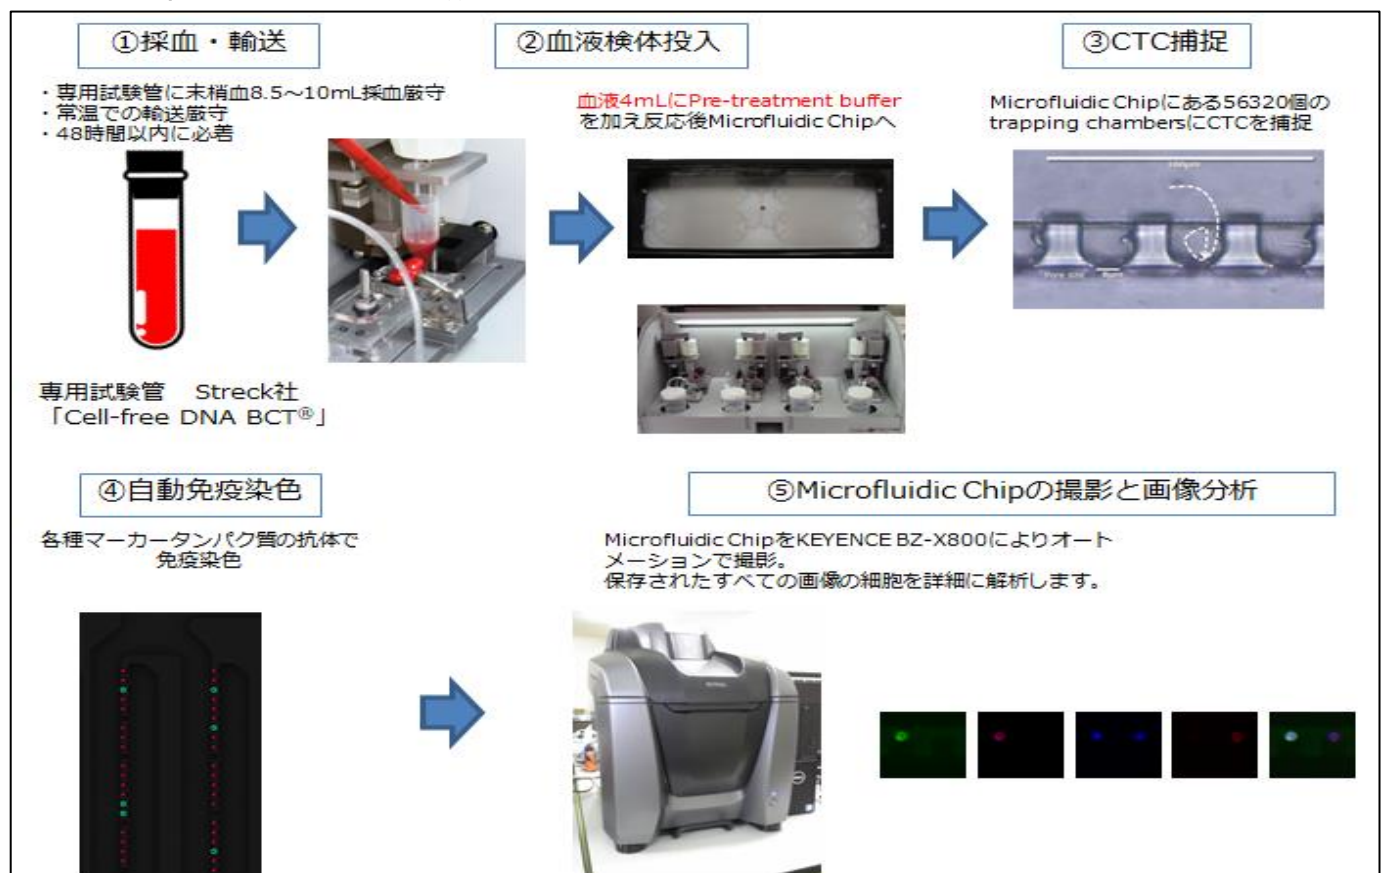 ①採血・輸送
・専用試験管に末梢血8.5～10mL採血厳守
・常温での輸送厳守
・48時間以内に必着
専用試験管　Streck社
「Cell-free DNA BCT®」
②血液検体投入
血液4mLにPre-treatment buffer
を加え反応後Microfluidic Chipへ
③CTC捕捉
Microfluidic Chipにある56320個の
trapping chambersにCTCを捕捉
Pore size
④自動免疫染色
各種マーカータンパク質の抗体で
免疫染色
⑤Microfluidic Chipの撮影と画像分析
Microfluidic ChipをKEYENCE BZ-X800によりオート
メーションで撮影。
保存されたすべての画像の細胞を詳細に解析します。